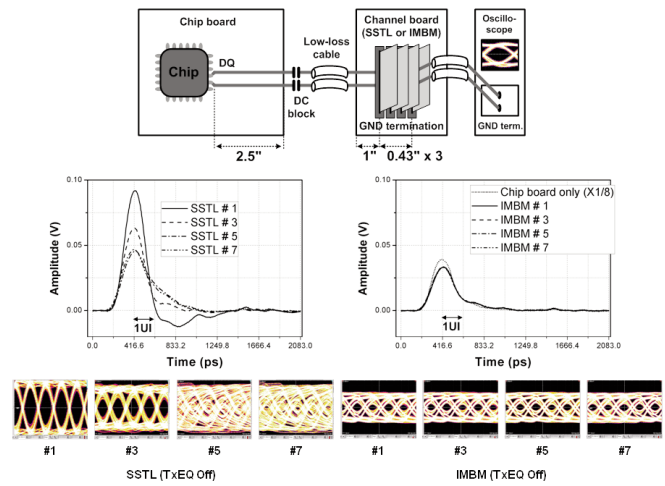 Chip board
Chip
DQ
Low-loss
cable
DC
block
2.5"
Channel board
(SSTL or IMBM)
GND termination
1" 0.43" x 3
Oscillo-
scope
GND term.
Amplitude (V)
0.10
0.05
0.00
SSTL # 1
SSTL # 3
SSTL # 5
SSTL # 7
1UI
0.0 416.6 833.2 1249.8 1666.4 2083.0
Time (ps)
Amplitude (V)
0.10
0.05
0.00
Chip board only (X1/8)
IMBM # 1
IMBM # 3
IMBM # 5
IMBM # 7
1UI
0.0 416.6 833.2 1249.8 1666.4 2083.0
Time (ps)
#1 #3 #5 #7 #1 #3 #5 #7
SSTL (TxEQ Off) IMBM (TxEQ Off)